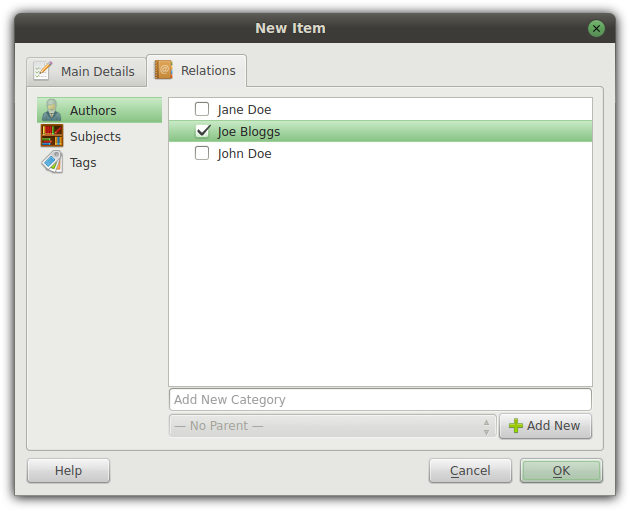 New Item
Main Details
Relations
Authors
Subjects
Tags
Jane Doe
Joe Bloggs
John Doe
Add New Category
— No Parent —
Add New
Help
Cancel
OK